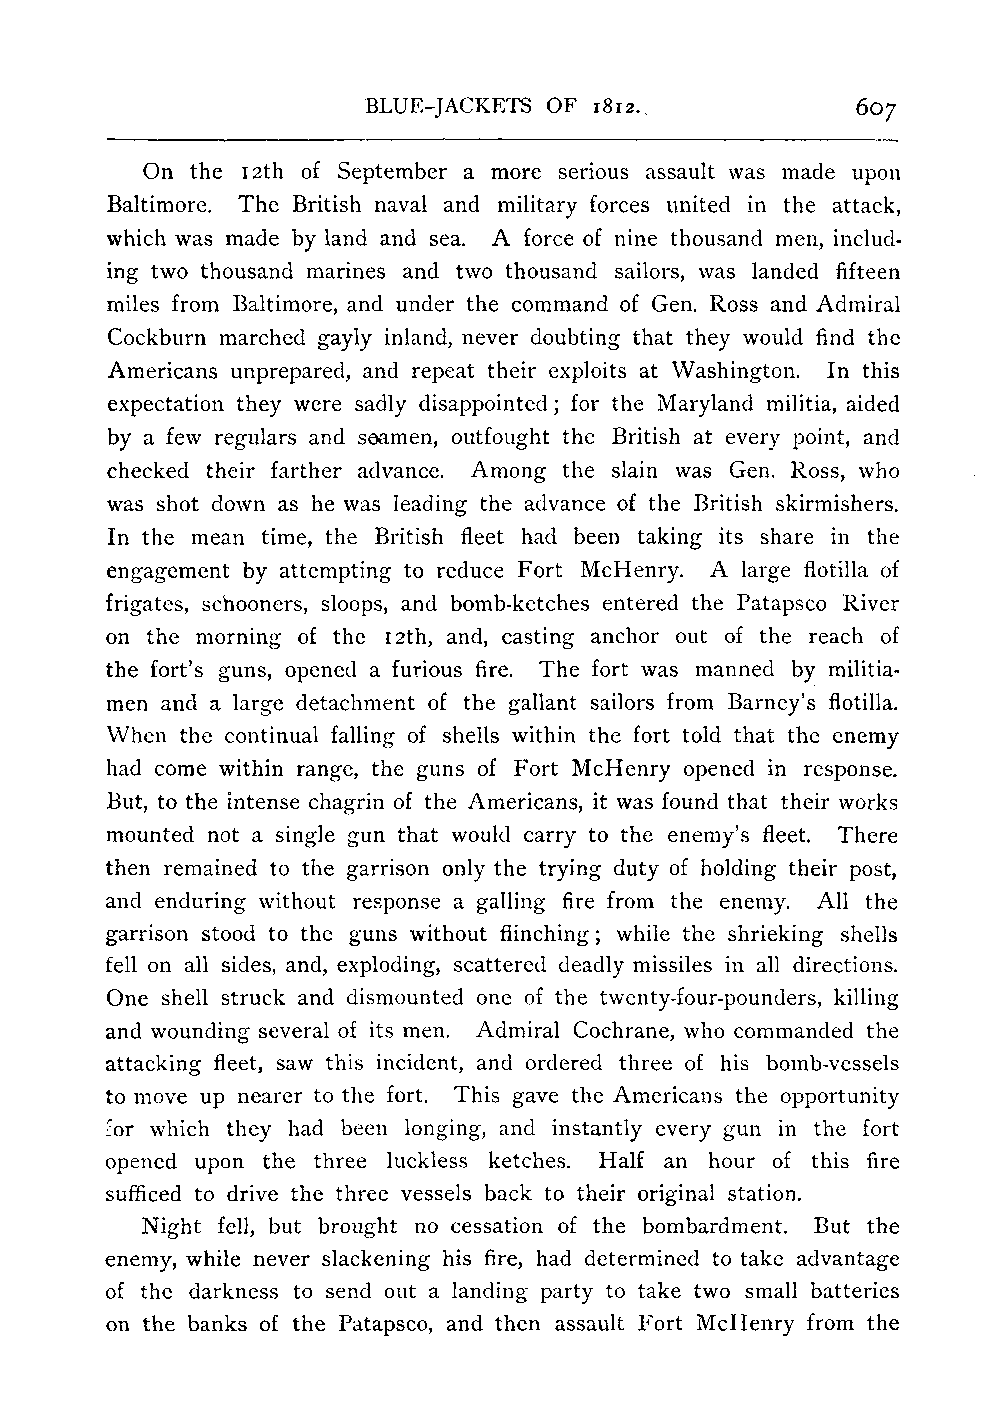 BLUE-JACKETS OF 1812. 607
On the 12th of September a more serious assault was made upon
Baltimore. The British naval and military forces united in the attack,
which was made by land and sea. A force of nine thousand men, includ-
ing two thousand marines and two thousand sailors, was landed fifteen
miles from Baltimore, and under the command of Gen. Ross and Admiral
Cockburn marched gayly inland, never doubting that they would find the
Americans unprepared, and repeat their exploits at Washington. In this
expectation they were sadly disappointed; for the Maryland militia, aided
by a few regulars and seamen, outfought the British at every point, and
checked their farther advance. Among the slain was Gen. Ross, who
was shot down as he was leading the advance of the British skirmishers.
In the mean time, the British fleet had been taking its share in the
engagement by attempting to reduce Fort McHenry. A large flotilla of
frigates, schooners, sloops, and bomb-ketches entered the Patapsco River
on the morning of the 12th, and, casting anchor out of the reach of
the fort's guns, opened a furious fire. The fort was manned by militia-
men and a large detachment of the gallant sailors from Barney's flotilla.
When the continual falling of shells within the fort told that the enemy
had come within range, the guns of Fort McHenry opened in response.
But, to the intense chagrin of the Americans, it was found that their works
mounted not a single gun that would carry to the enemy's fleet. There
then remained to the garrison only the trying duty of holding their post,
and enduring without response a galling fire from the enemy. All the
garrison stood to the guns without flinching; while the shrieking shells
fell on all sides, and, exploding, scattered deadly missiles in all directions.
One shell struck and dismounted one of the twenty-four-pounders, killing
and wounding several of its men. Admiral Cochrane, who commanded the
attacking fleet, saw this incident, and ordered three of his bomb-vessels
to move up nearer to the fort. This gave the Americans the opportunity
for which they had been longing, and instantly every gun in the fort
opened upon the three luckless ketches. Half an hour of this fire
sufficed to drive the three vessels back to their original station.
Night fell, but brought no cessation of the bombardment. But the
enemy, while never slackening his fire, had determined to take advantage
of the darkness to send out a landing party to take two small batteries
on the banks of the Patapsco, and then assault Fort McHenry from the